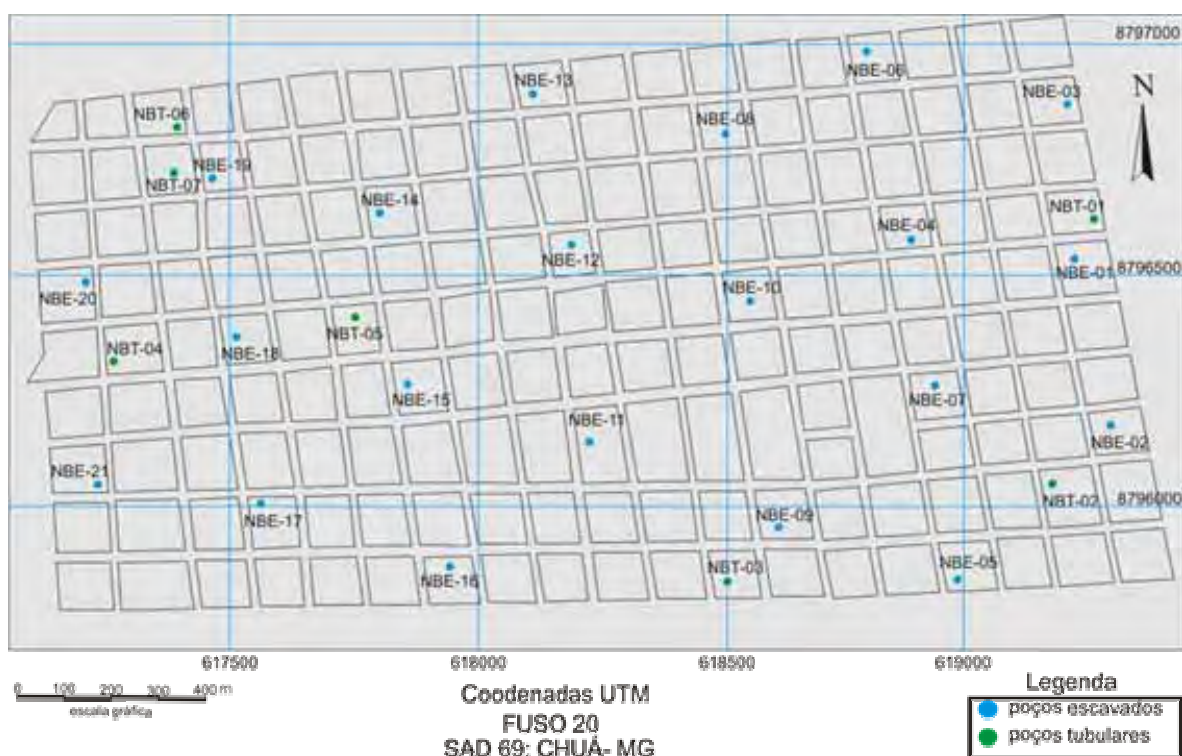 8797000
NBE-06
NBE-13
NBE-03
N
NBT-06
NBE-08
NBE-19
NBT-07
NBE-14
NBT-01
NBE-04
NBE-12
NBE-01
8796500
NBE-20
NBE-10
NBT-05
NBT-04
NBE-18
NBE-15
NBE-07
NBE-11
NBE-02
NBE-21
8796000
NBT-02
NBE-17
NBE-09
NBE-16
NBT-03
NBE-05
617500 618000 618500 619000
0 100 200 300 400 m
escala gráfica
Coodenadas UTM
FUSO 20
SAD 69: CHUÁ- MG
Legenda
poços escavados
poços tubulares